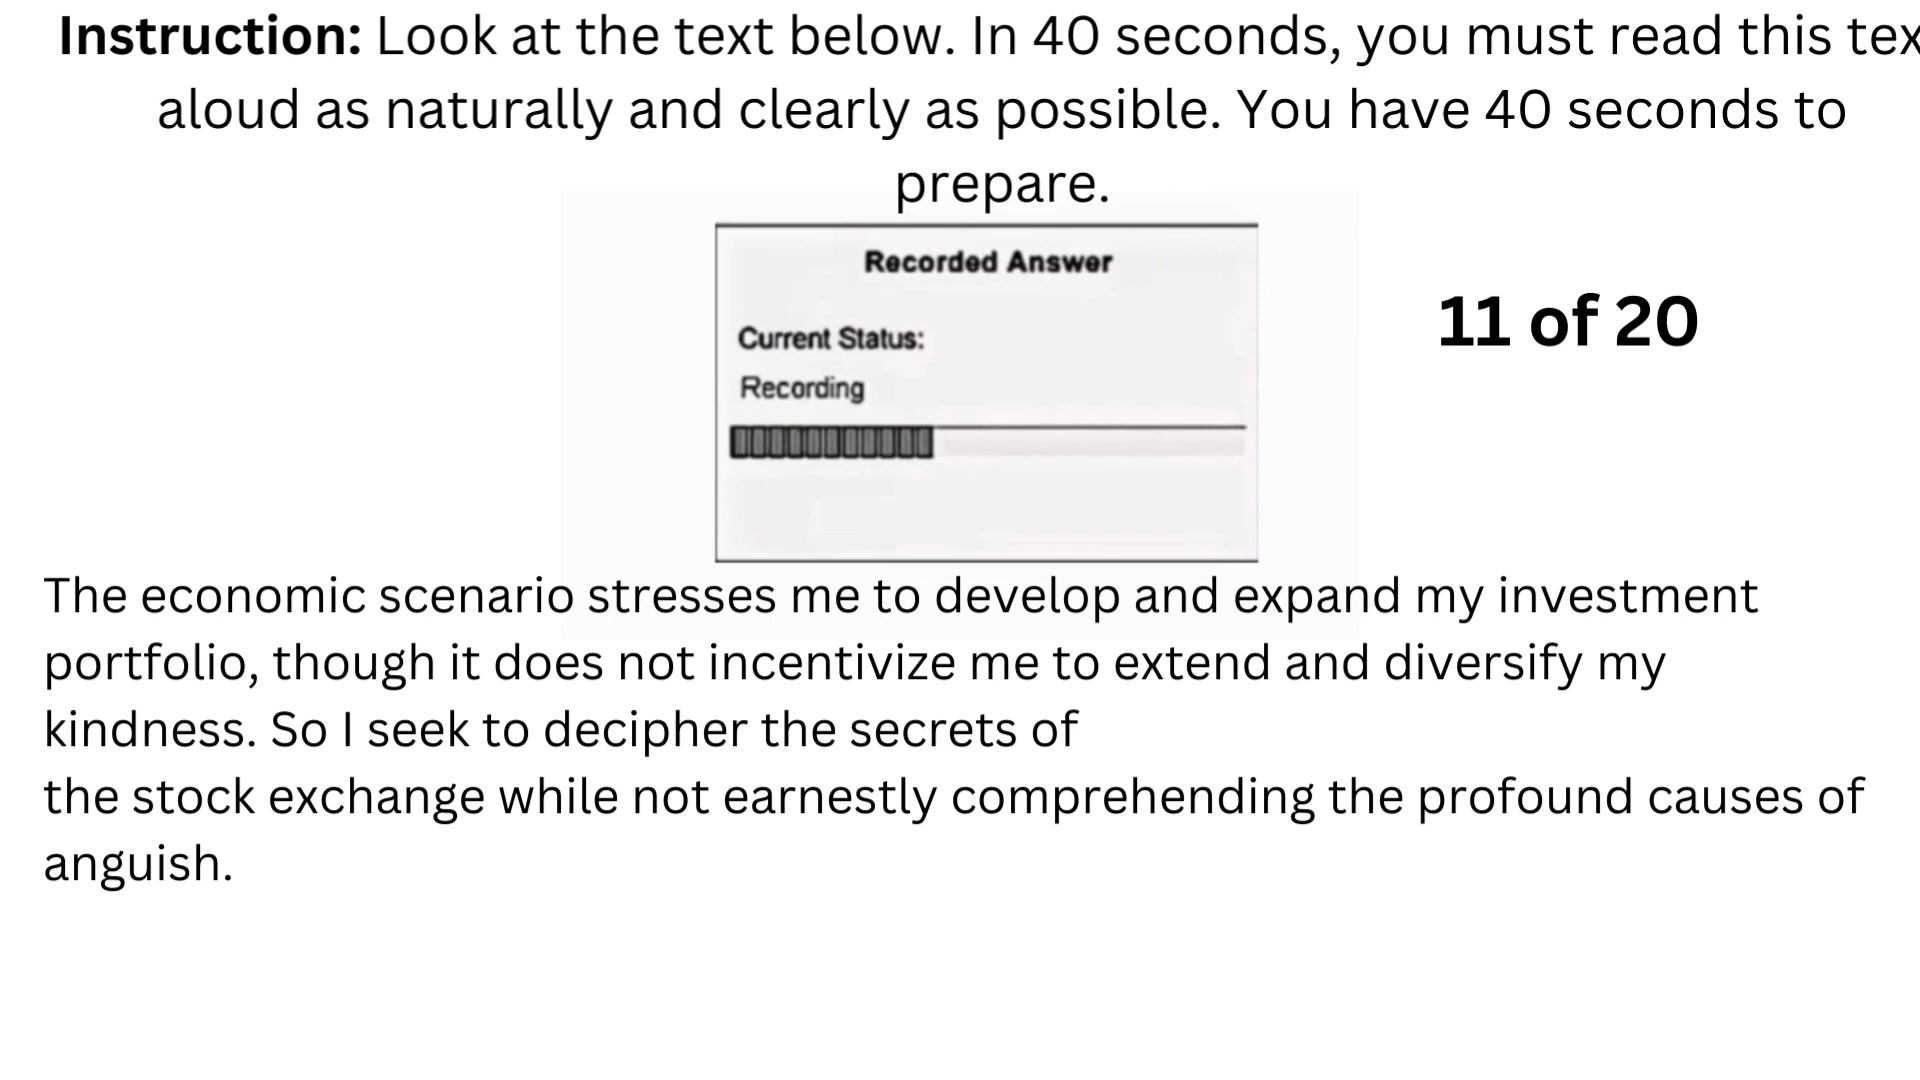 Instruction: Look at the text below. In 40 seconds, you must read this tex
aloud as naturally and clearly as possible. You have 40 seconds to
prepare.
Recorded Answer
Current Status:
Recording
11 of 20
The economic scenario stresses me to develop and expand my investment
portfolio, though it does not incentivize me to extend and diversify my
kindness. So I seek to decipher the secrets of
the stock exchange while not earnestly comprehending the profound causes of
anguish.